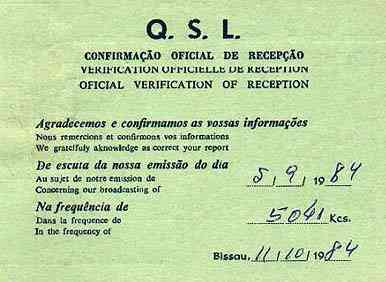 Q. S. L.
CONFIRMAÇÃO OFICIAL DE RECEPÇÃO
VERIFICATION OFFICIELLE DE RECEPTION
OFICIAL VERIFICATION OF RECEPTION
Agradecemos e confirmamos as vossas informações
Nous remercions et confirmons vos informations
We gratefuly aknowledge as correct your report
De escuta da nossa emissão do dia 5/9/1984
Au sujet de notre emission de
Concerning our broadcasting of
Na frequência de 5041 Kcs.
Dans la frequence do
In the frequency of
Bissau, 11/10/1984